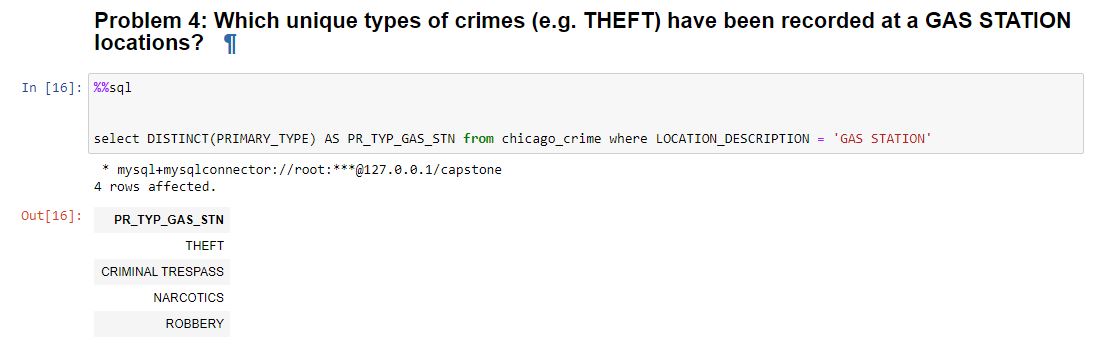 Problem 4: Which unique types of crimes (e.g. THEFT) have been recorded at a GAS STATION
locations? ¶
In [16]: %%sql
select DISTINCT(PRIMARY_TYPE) AS PR_TYP_GAS_STN from chicago_crime where LOCATION_DESCRIPTION = 'GAS STATION'
* mysql+mysqlconnector://root:***@127.0.0.1/capstone
4 rows affected.
Out[16]: PR_TYP_GAS_STN
THEFT
CRIMINAL TRESPASS
NARCOTICS
ROBBERY